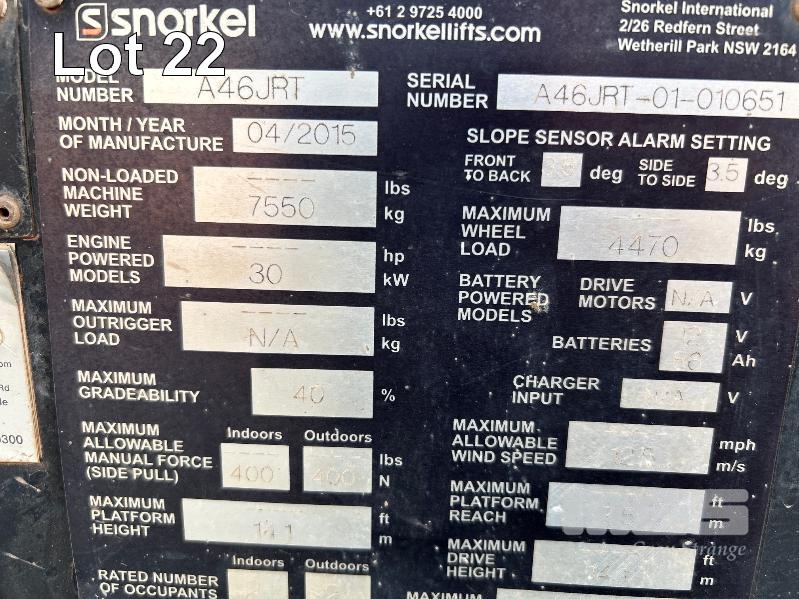 snorkel
+61 2 9725 4000
www.snorkellifts.com
Snorkel International
2/26 Redfern Street
Wetherill Park NSW 2164
Lot 22
MODEL NUMBER A46JRT
SERIAL NUMBER A46JRT-01-010651
MONTH / YEAR OF MANUFACTURE 04/2015
SLOPE SENSOR ALARM SETTING
FRONT TO BACK deg SIDE TO SIDE 3.5 deg
NON-LOADED MACHINE WEIGHT ---- lbs
7550 kg
MAXIMUM WHEEL LOAD lbs
4470 kg
ENGINE POWERED MODELS ---- hp
30 kW
BATTERY POWERED MODELS
DRIVE MOTORS N/A V
BATTERIES V
Ah
MAXIMUM OUTRIGGER LOAD ---- lbs
N/A kg
CHARGER INPUT V
MAXIMUM GRADEABILITY 40 %
MAXIMUM ALLOWABLE MANUAL FORCE (SIDE PULL)
Indoors Outdoors
lbs
400 400 N
MAXIMUM ALLOWABLE WIND SPEED mph
12.5 m/s
MAXIMUM PLATFORM HEIGHT ft
14.1 m
MAXIMUM PLATFORM REACH ft
m
MAXIMUM DRIVE HEIGHT ft
m
Indoors Outdoors
RATED NUMBER OF OCCUPANTS
MAXIMUM
300